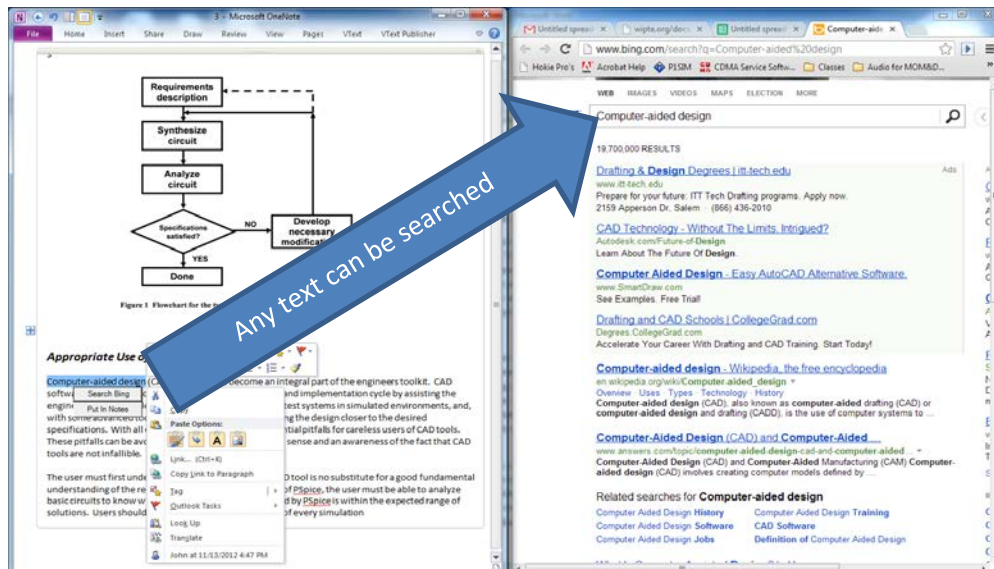 3 - Microsoft OneNote
File Home Insert Share Draw Review View Pages VText VText Publisher
Requirements
description
Synthesize
circuit
Analyze
circuit
Specifications
satisfied?
NO
Develop
necessary
YES
Done
Figure 1 Flowchart for the
Any text can be searched
Appropriate Use
Computer-aided design become an integral part of the engineers toolkit. CAD
and implementation cycle by assisting the
test systems in simulated environments, and,
with some the design closer to the desired
specifications. With all pitfalls for careless users of CAD tools.
These pitfalls can be sense and an awareness of the fact that CAD
tools are not infallible.
The user must first tool is no substitute for a good fundamental
understanding of the of PSpice, the user must be able to analyze
basic circuits to know by PSpice is within the expected range of
solutions. Users should of every simulation
Search Bing
Put In Notes
Copy
Paste Options:
Link... (Ctrl+K)
Copy Link to Paragraph
Tag
Outlook Tasks
Look Up
Translate
John at 11/13/2012 4:47 PM
Untitled spread wipte.org/docs Untitled spread Computer-aide
www.bing.com/search?q=Computer-aided%20design
Hokie Pro's Acrobat Help P1SIM CDMA Service Softw... Classes Audio for MOM&D...
WEB IMAGES VIDEOS MAPS ELECTION MORE
Computer-aided design
19,700,000 RESULTS
Drafting & Design Degrees | itt-tech.edu Ads
www.itt-tech.edu
Prepare for your future: ITT Tech Drafting programs. Apply now.
2159 Apperson Dr, Salem · (866) 436-2010
CAD Technology - Without The Limits. Intrigued?
Autodesk.com/Future-of-Design
Learn About The Future Of Design.
Computer Aided Design - Easy AutoCAD Alternative Software.
www.SmartDraw.com
See Examples. Free Trial!
Drafting and CAD Schools | CollegeGrad.com
Degrees.CollegeGrad.com
Accelerate Your Career With Drafting and CAD Training. Start Today!
Computer-aided design - Wikipedia, the free encyclopedia
en.wikipedia.org/wiki/Computer-aided_design
Overview · Uses · Types · Technology · History
Computer-aided design (CAD), also known as computer-aided drafting (CAD) or
computer-aided design and drafting (CADD), is the use of computer systems to ...
Computer-Aided Design (CAD) and Computer-Aided ...
www.answers.com/topic/computer-aided-design-cad-and-computer-aided...
Computer-Aided Design (CAD) and Computer-Aided Manufacturing (CAM) Computer-
aided design (CAD) involves creating computer models defined by ...
Related searches for Computer-aided design
Computer Aided Design History Computer Aided Design Training
Computer Aided Design Software CAD Software
Computer Aided Design Jobs Definition of Computer Aided Design